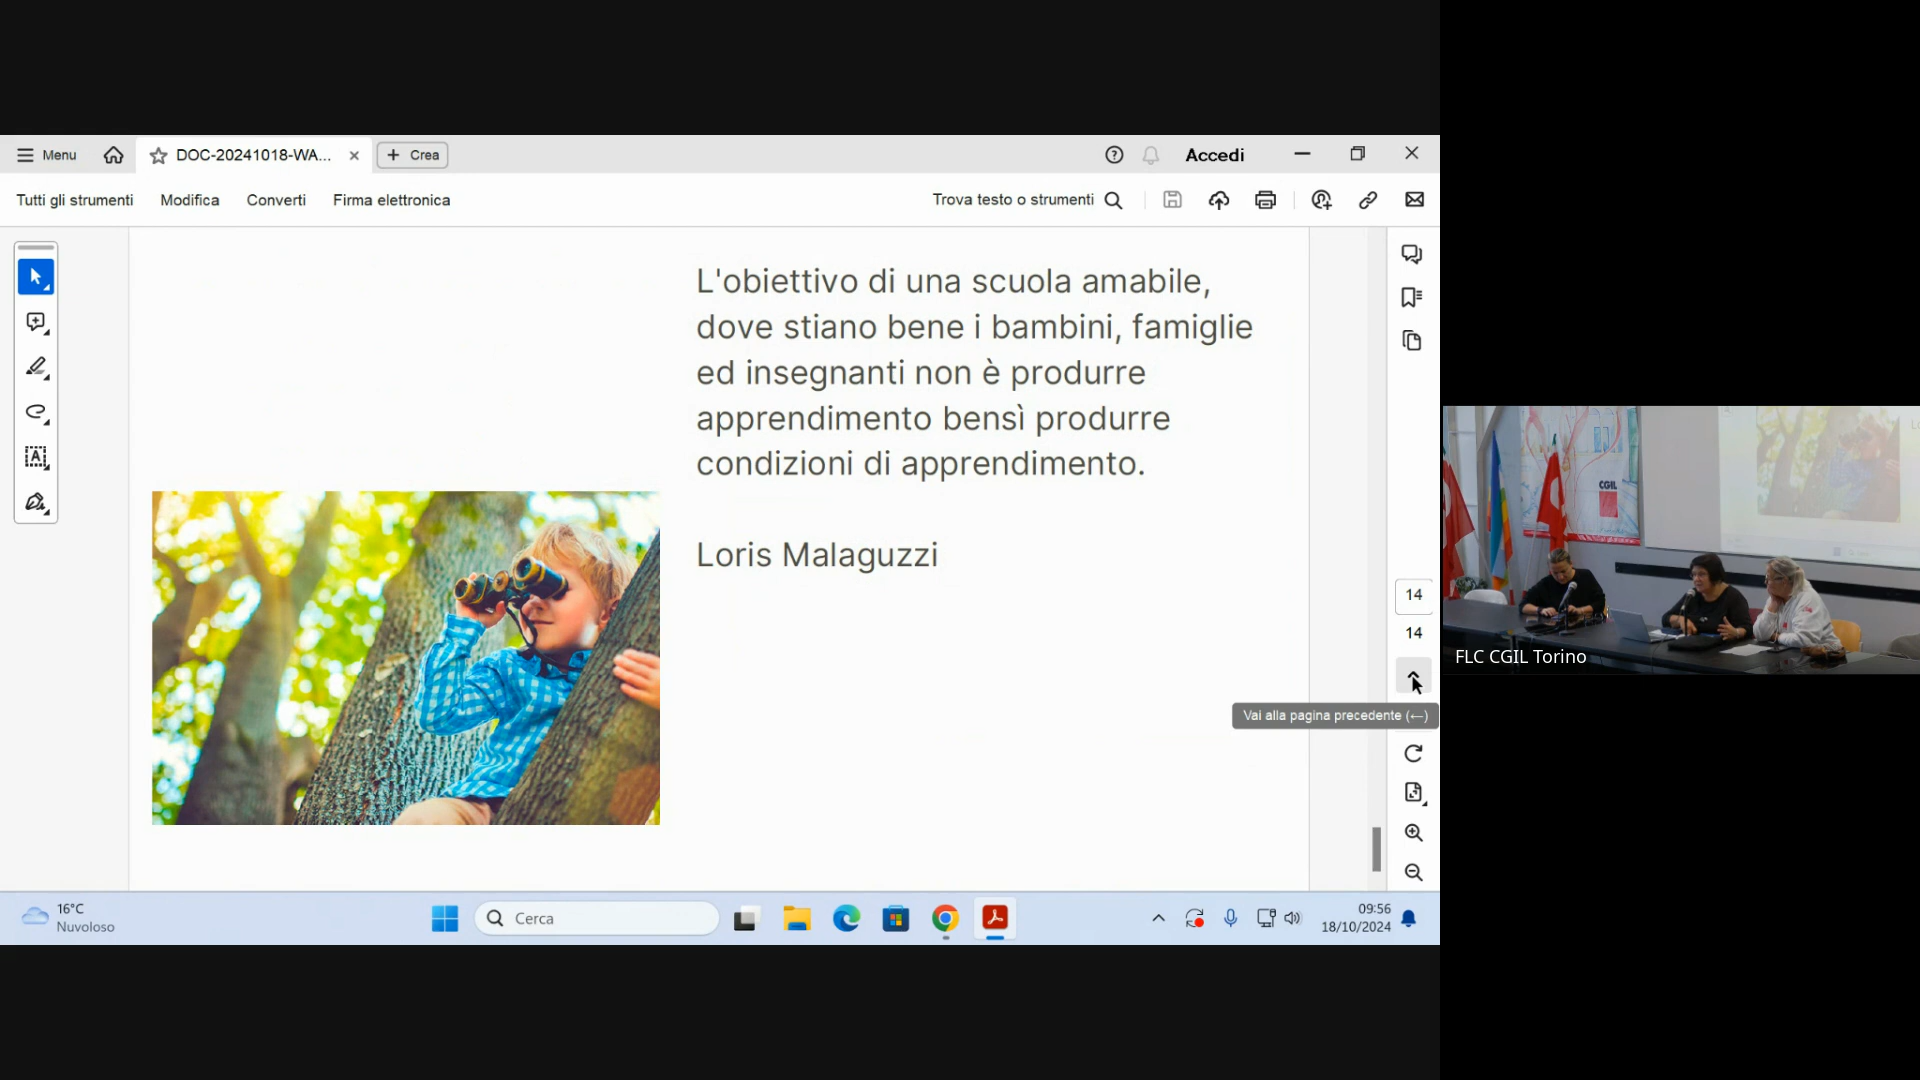 Menu
DOC-20241018-WA...
Crea
Accedi
Tutti gli strumenti
Modifica
Converti
Firma elettronica
Trova testo o strumenti
L'obiettivo di una scuola amabile,
dove stiano bene i bambini, famiglie
ed insegnanti non è produrre
apprendimento bensì produrre
condizioni di apprendimento.
Loris Malaguzzi
14
14
Vai alla pagina precedente (←)
CGIL
FLC CGIL Torino
16°C
Nuvoloso
Cerca
09:56
18/10/2024